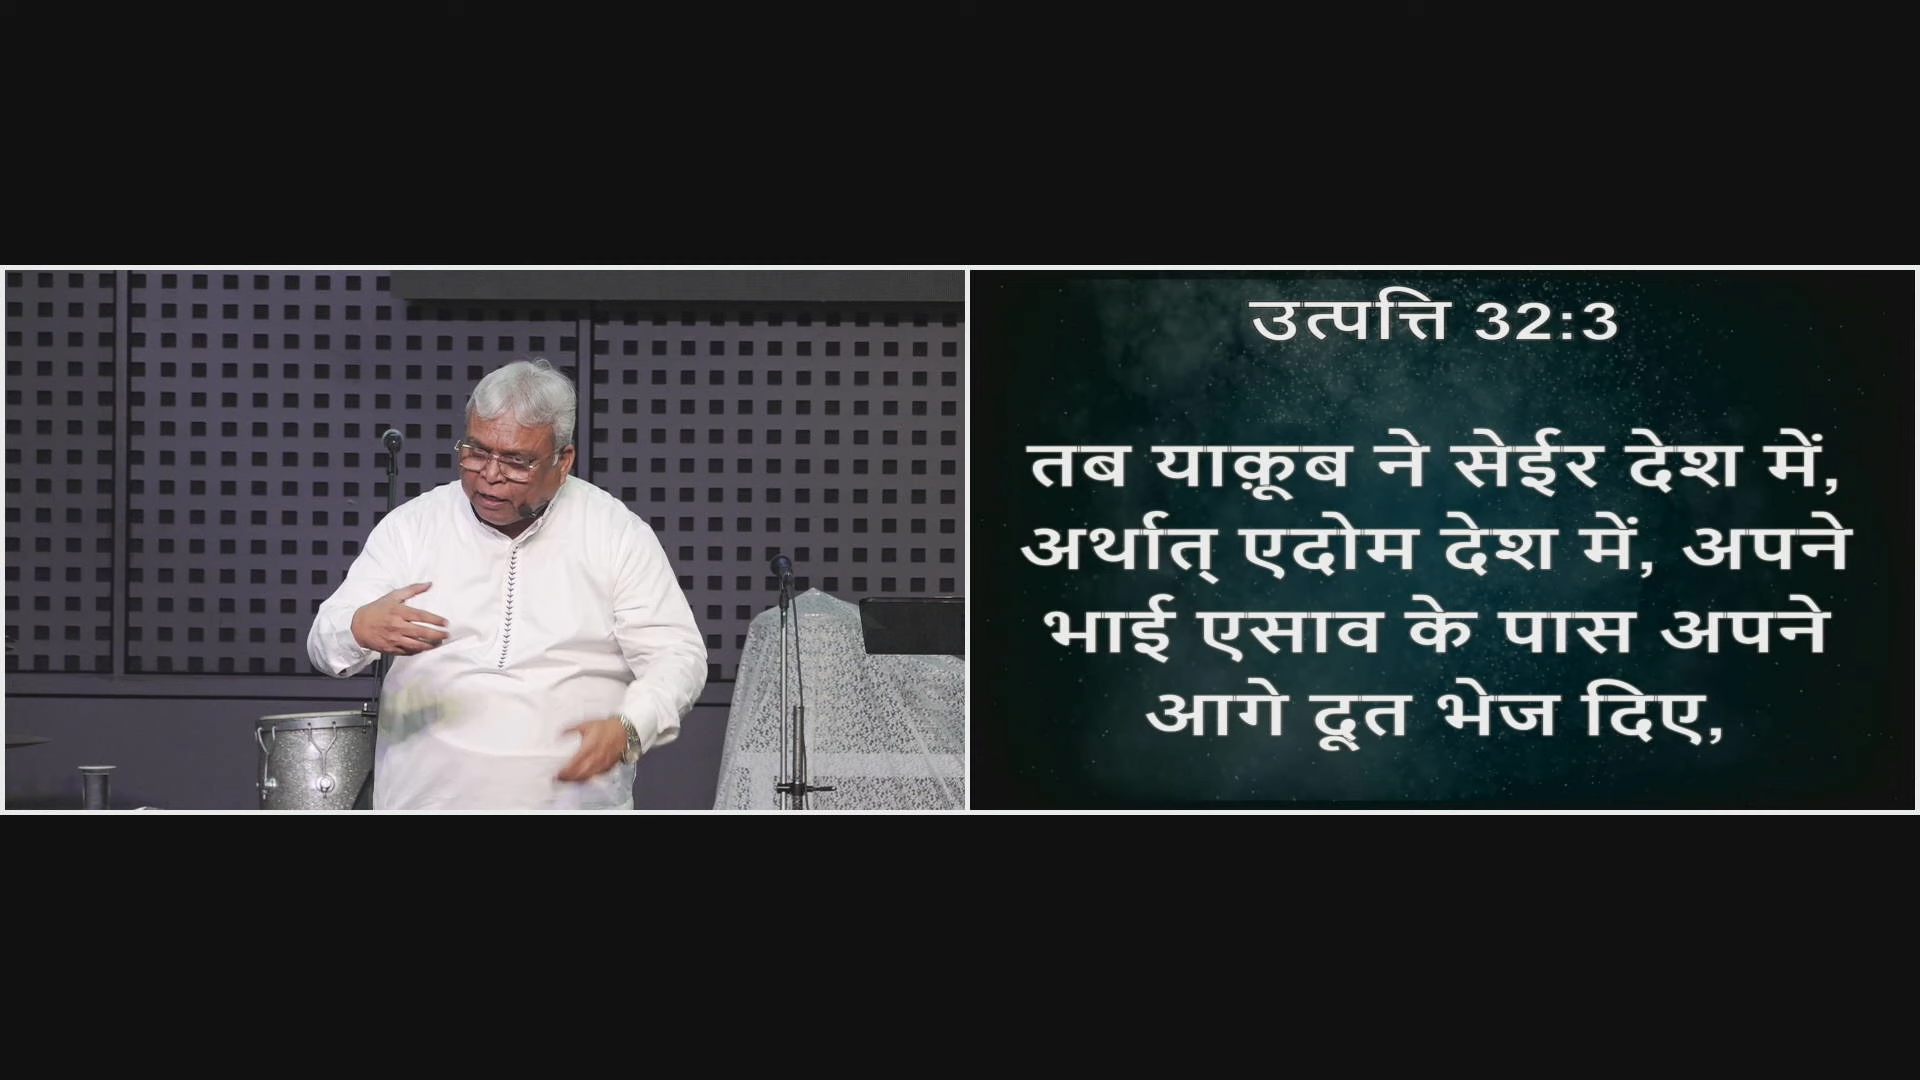 उत्पत्ति 32:3
तब याक़ूब ने सेईर देश में,
अर्थात् एदोम देश में, अपने
भाई एसाव के पास अपने
आगे दूत भेज दिए,